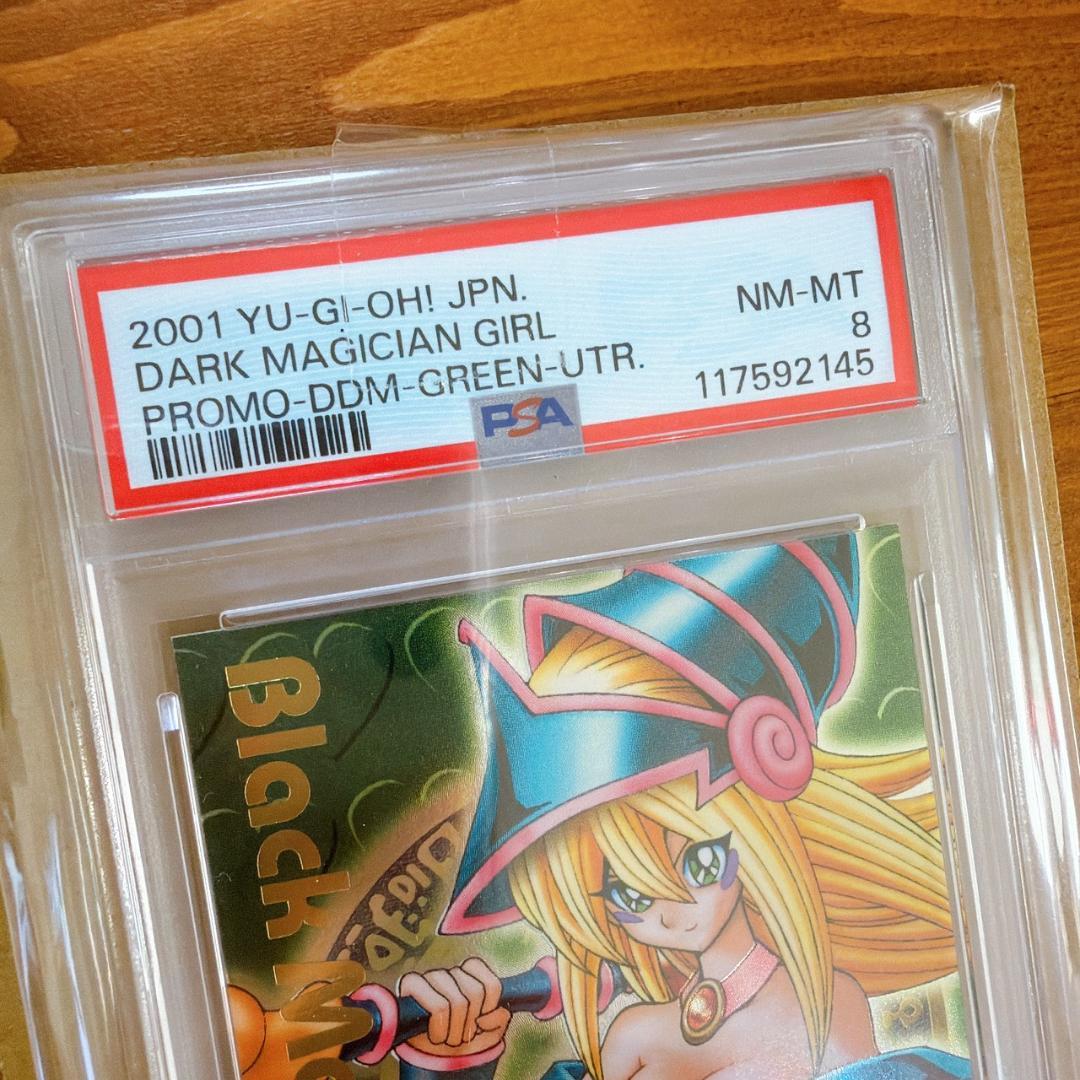 2001 YU-GI-OH! JPN.
DARK MAGICIAN GIRL
PROMO-DDM-GREEN-UTR.
NM-MT
8
117592145
PSA
Black